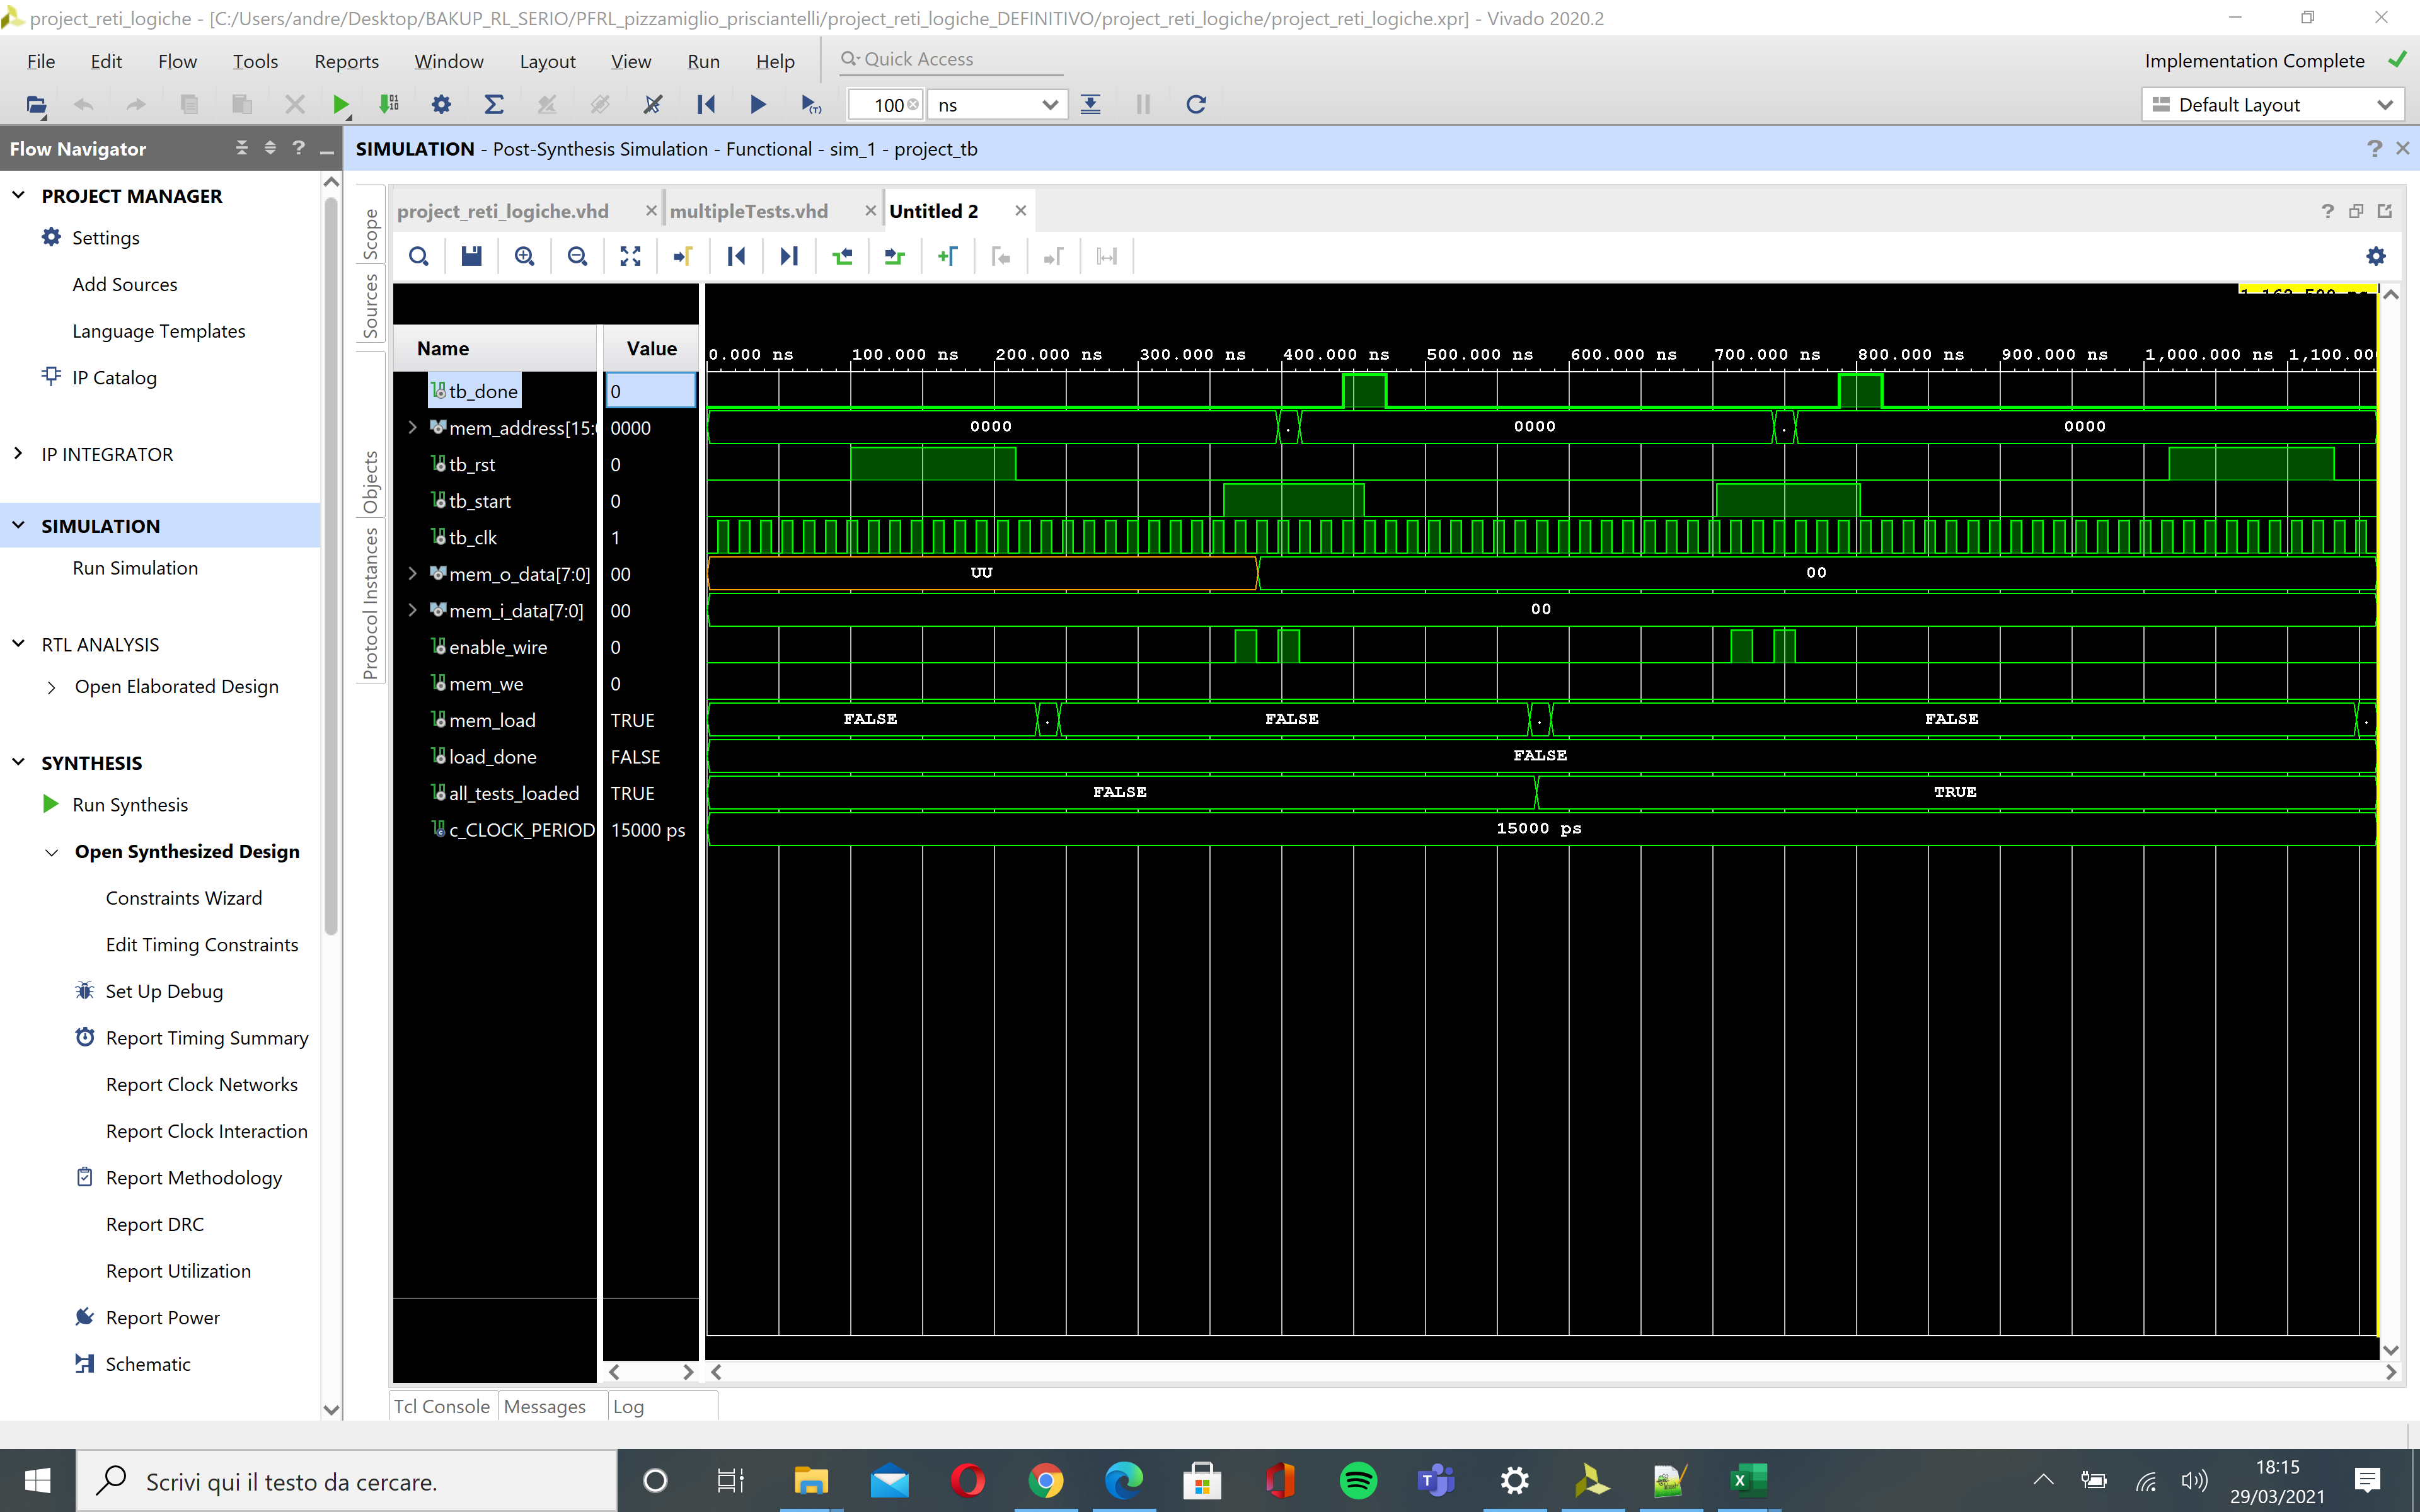 project_reti_logiche - [C:/Users/andre/Desktop/BAKUP_RL_SERIO/PFRL_pizzamiglio_prisciantelli/project_reti_logiche_DEFINITIVO/project_reti_logiche/project_reti_logiche.xpr] - Vivado 2020.2
File Edit Flow Tools Reports Window Layout View Run Help Quick Access
Implementation Complete
100 ns
Default Layout
Flow Navigator
SIMULATION - Post-Synthesis Simulation - Functional - sim_1 - project_tb
PROJECT MANAGER
Settings
Add Sources
Language Templates
IP Catalog
IP INTEGRATOR
SIMULATION
Run Simulation
RTL ANALYSIS
Open Elaborated Design
SYNTHESIS
Run Synthesis
Open Synthesized Design
Constraints Wizard
Edit Timing Constraints
Set Up Debug
Report Timing Summary
Report Clock Networks
Report Clock Interaction
Report Methodology
Report DRC
Report Utilization
Report Power
Schematic
Scope
Sources
Objects
Protocol Instances
project_reti_logiche.vhd multipleTests.vhd Untitled 2
Name Value
0.000 ns 100.000 ns 200.000 ns 300.000 ns 400.000 ns 500.000 ns 600.000 ns 700.000 ns 800.000 ns 900.000 ns 1,000.000 ns 1,100.00
tb_done 0
mem_address[15: 0000 0000 . 0000 . 0000
tb_rst 0
tb_start 0
tb_clk 1
mem_o_data[7:0] 00 UU 00
mem_i_data[7:0] 00 00
enable_wire 0
mem_we 0
mem_load TRUE FALSE . FALSE . FALSE .
load_done FALSE FALSE
all_tests_loaded TRUE FALSE TRUE
c_CLOCK_PERIOD 15000 ps 15000 ps
Tcl Console Messages Log
Scrivi qui il testo da cercare.
18:15
29/03/2021